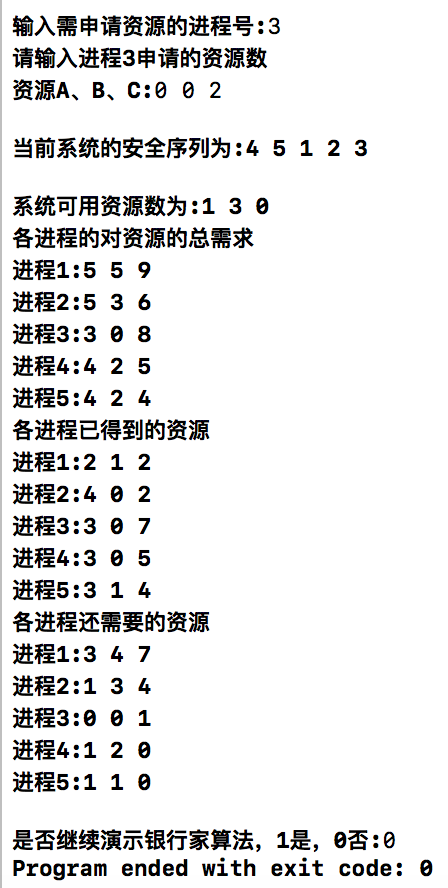 输入需申请资源的进程号:3
请输入进程3申请的资源数
资源A、B、C:0 0 2
当前系统的安全序列为:4 5 1 2 3
系统可用资源数为:1 3 0
各进程的对资源的总需求
进程1:5 5 9
进程2:5 3 6
进程3:3 0 8
进程4:4 2 5
进程5:4 2 4
各进程已得到的资源
进程1:2 1 2
进程2:4 0 2
进程3:3 0 7
进程4:3 0 5
进程5:3 1 4
各进程还需要的资源
进程1:3 4 7
进程2:1 3 4
进程3:0 0 1
进程4:1 2 0
进程5:1 1 0
是否继续演示银行家算法，1是，0否:0
Program ended with exit code: 0